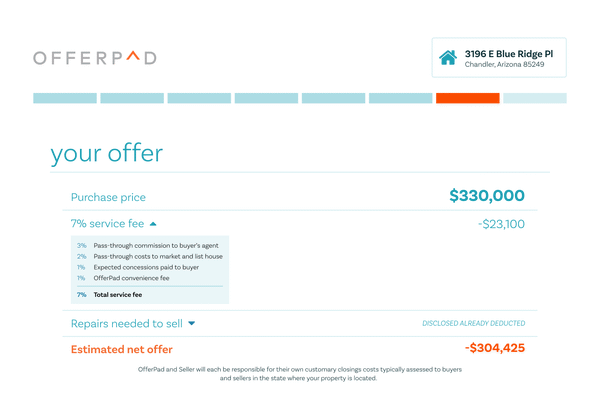 OFFERPAD
3196 E Blue Ridge Pl
Chandler, Arizona 85249
your offer
Purchase price $330,000
7% service fee -$23,100
3% Pass-through commission to buyer's agent
2% Pass-through costs to market and list house
1% Expected concessions paid to buyer
1% OfferPad convenience fee
7% Total service fee
Repairs needed to sell DISCLOSED ALREADY DEDUCTED
Estimated net offer -$304,425
OfferPad and Seller will each be responsible for their own customary closings costs typically assessed to buyers
and sellers in the state where your property is located.